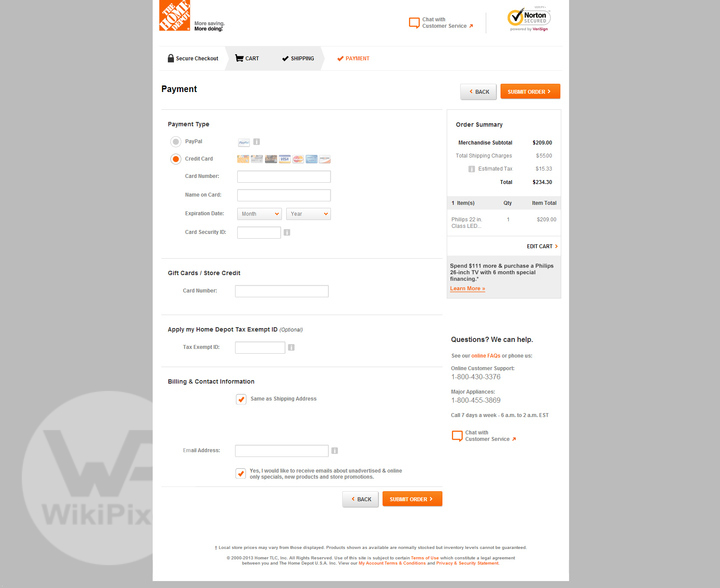 THE HOME DEPOT
More saving.
More doing.
Chat with
Customer Service
Norton
SECURED
powered by VeriSign
Secure Checkout
CART
SHIPPING
PAYMENT
Payment
BACK
SUBMIT ORDER
Payment Type
PayPal
Credit Card
Card Number:
Name on Card:
Expiration Date:
Month
Year
Card Security ID:
Gift Cards / Store Credit
Card Number:
Apply my Home Depot Tax Exempt ID (Optional)
Tax Exempt ID:
Billing & Contact Information
Same as Shipping Address
Email Address:
Yes, I would like to receive emails about unadvertised & online
only specials, new products and store promotions.
BACK
SUBMIT ORDER
Order Summary
Merchandise Subtotal $209.00
Total Shipping Charges $55.00
Estimated Tax $15.33
Total $234.30
1 Item(s) Qty Item Total
Philips 22 in 1 $209.00
Class LED...
EDIT CART
Spend $111 more & purchase a Philips
26-inch TV with 6 month special
financing.*
Learn More »
Questions? We can help.
See our online FAQs or phone us:
Online Customer Support:
1-800-430-3376
Major Appliances:
1-800-455-3869
Call 7 days a week - 6 a.m. to 2 a.m. EST
Chat with
Customer Service
WikiPix
‡ Local store prices may vary from those displayed. Products shown as available are normally stocked but inventory levels cannot be guaranteed.
© 2000-2013 Homer TLC, Inc. All Rights Reserved. Use of this site is subject to certain Terms of Use which constitute a legal agreement
between you and The Home Depot U.S.A. Inc. View our My Account Terms & Conditions and Privacy & Security Statement.